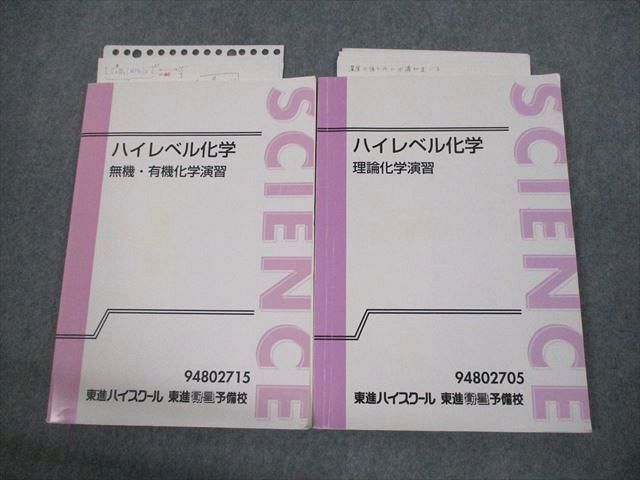 ハイレベル化学
無機・有機化学演習
SCIENCE
94802715
東進ハイスクール 東進衛星予備校
ハイレベル化学
理論化学演習
SCIENCE
94802705
東進ハイスクール 東進衛星予備校